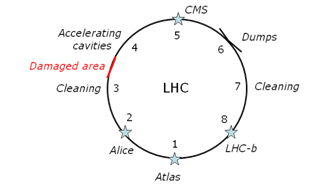 CMS
5
Accelerating
cavities
4
Dumps
6
Damaged area
Cleaning
3
LHC
7
Cleaning
2
8
Alice
1
LHC-b
Atlas